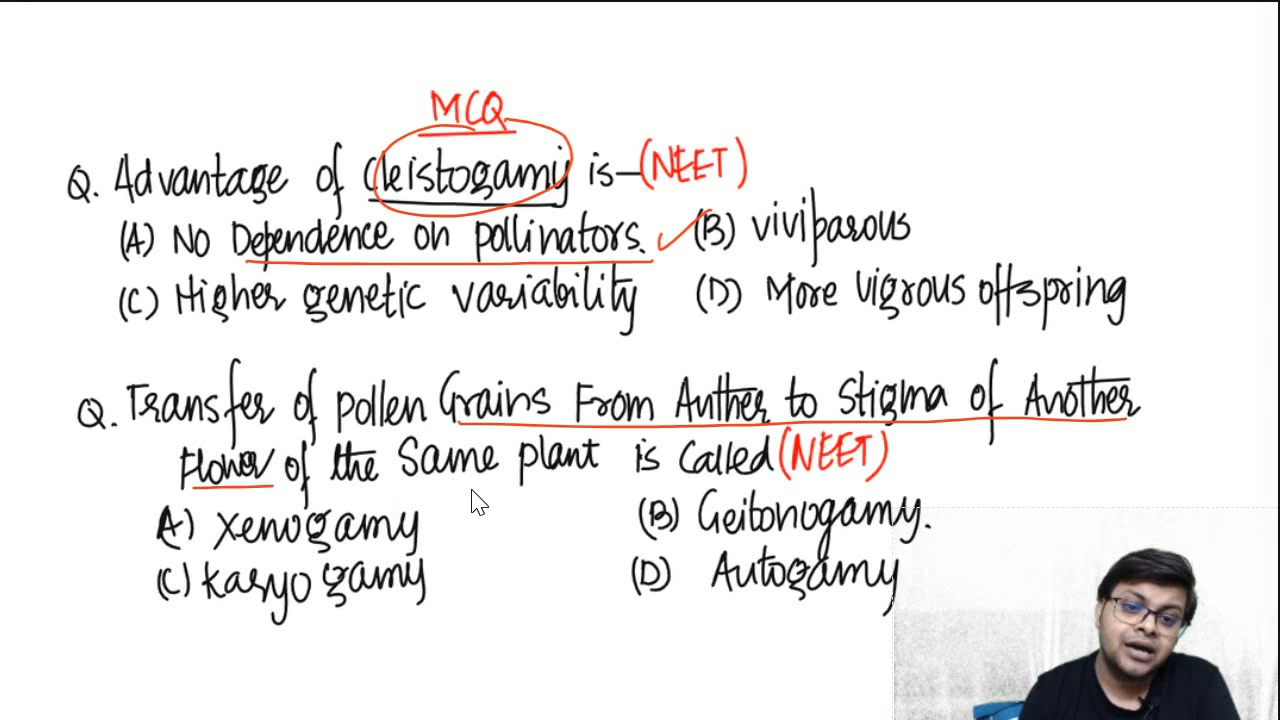 MCQ
Q. Advantage of Cleistogamy is – (NEET)
(A) No Dependence on pollinators. (B) viviparous
(C) Higher genetic variability (D) More vigrous offspring
Q. Transfer of pollen Grains From Anther to Stigma of Another
Flower of the Same plant is Called (NEET)
(A) Xenogamy (B) Geitonogamy.
(C) Karyogamy (D) Autogamy